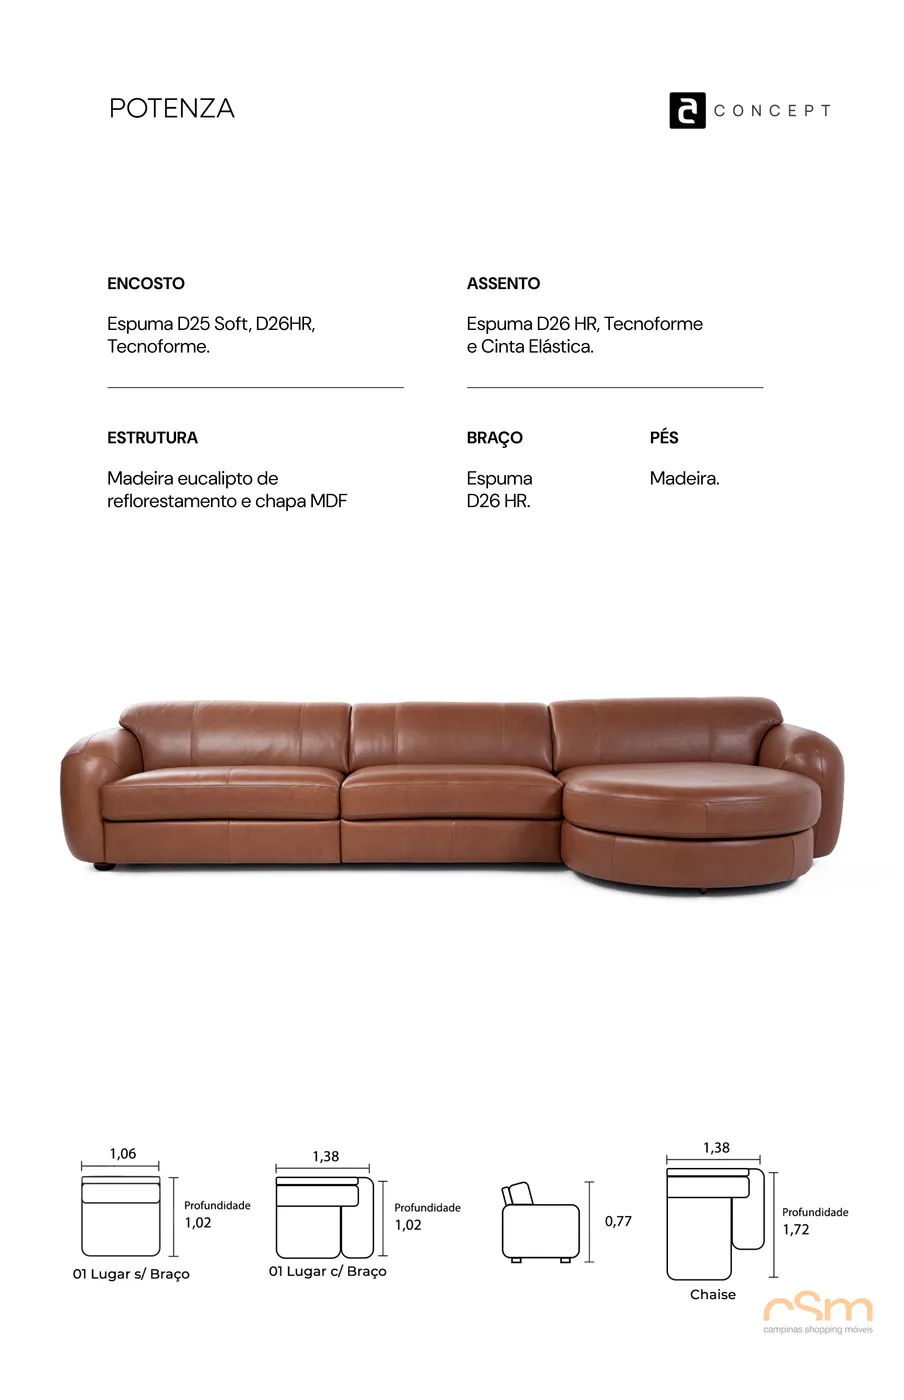 POTENZA
CONCEPT
ENCOSTO
Espuma D25 Soft, D26HR,
Tecnoforme.
ASSENTO
Espuma D26 HR, Tecnoforme
e Cinta Elástica.
ESTRUTURA
Madeira eucalipto de
reflorestamento e chapa MDF
BRAÇO
Espuma
D26 HR.
PÉS
Madeira.
1,06
Profundidade
1,02
01 Lugar s/ Braço
1,38
Profundidade
1,02
01 Lugar c/ Braço
0,77
1,38
Profundidade
1,72
Chaise
csm
campinas shopping móveis